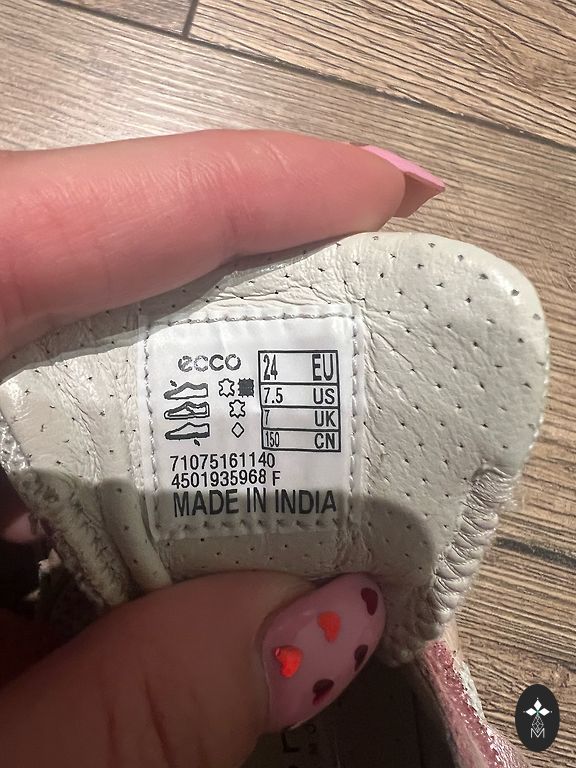 ecco
24 EU
7.5 US
7 UK
150 CN
71075161140
4501935968 F
MADE IN INDIA
M